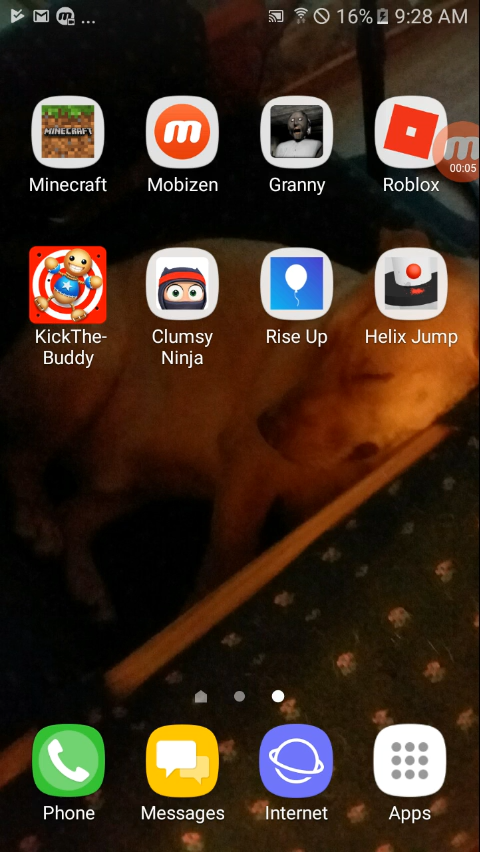 ... 16% 9:28 AM
MINECRAFT
Minecraft Mobizen Granny Roblox
00:05
KickThe-
Buddy
Clumsy
Ninja
Rise Up Helix Jump
Phone Messages Internet Apps